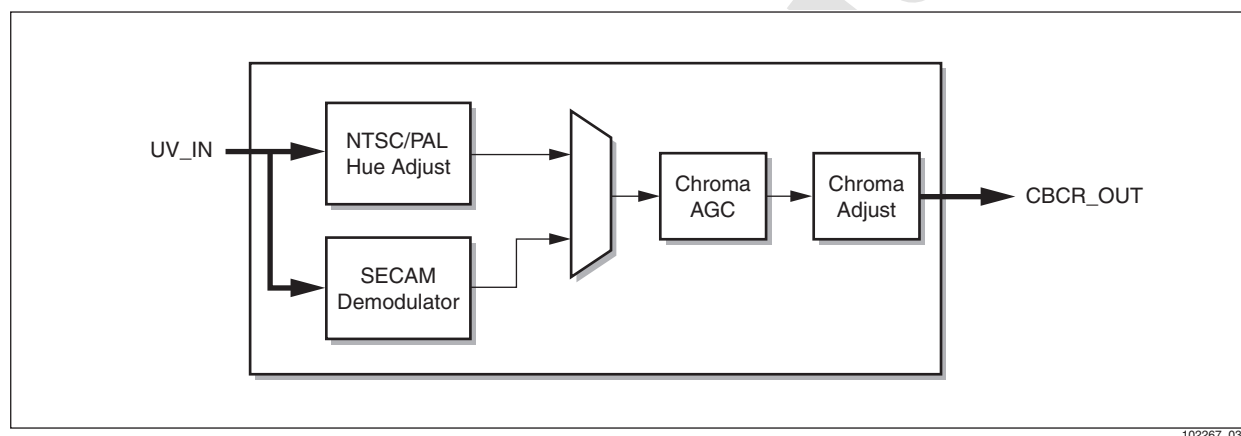 UV_IN
NTSC/PAL
Hue Adjust
SECAM
Demodulator
Chroma
AGC
Chroma
Adjust
CBCR_OUT